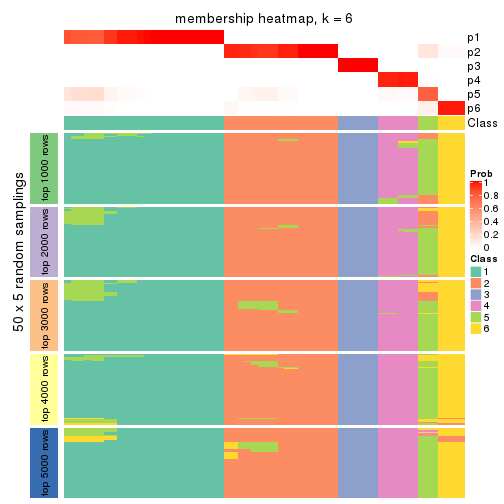 membership heatmap, k = 6
p1
p2
p3
p4
p5
p6
Class
50 x 5 random samplings
top 1000 rows
top 2000 rows
top 3000 rows
top 4000 rows
top 5000 rows
Prob
1
0.8
0.6
0.4
0.2
0
Class
1
2
3
4
5
6